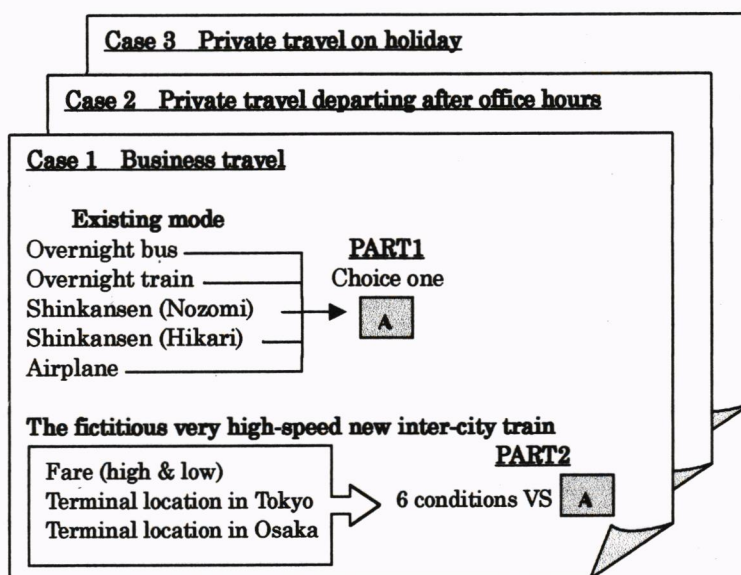 Case 3 Private travel on holiday
Case 2 Private travel departing after office hours
Case 1 Business travel
Existing mode
Overnight bus
Overnight train
Shinkansen (Nozomi)
Shinkansen (Hikari)
Airplane
PART1
Choice one
A
The fictitious very high-speed new inter-city train
PART2
Fare (high & low)
Terminal location in Tokyo
Terminal location in Osaka
6 conditions VS A